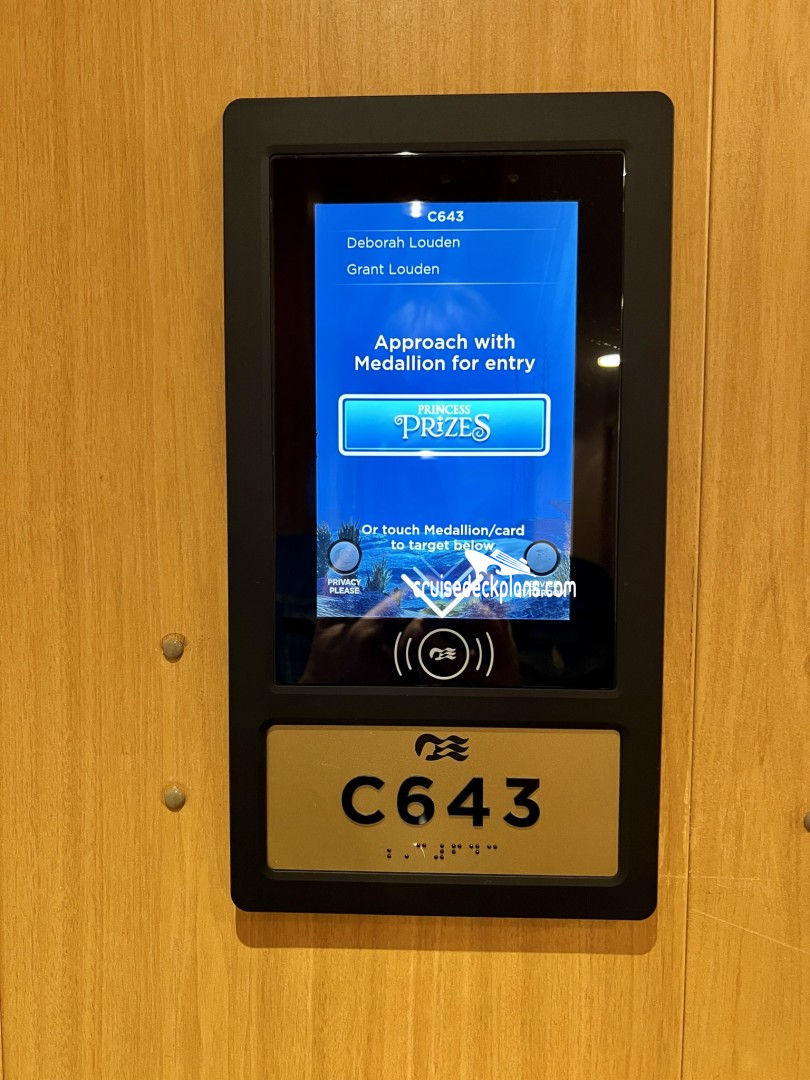 C643
Deborah Louden
Grant Louden
Approach with
Medallion for entry
PRINCESS
PRIZES
Or touch Medallion/card
to target below
PRIVACY
PLEASE
cruisedeckplans.com
C643